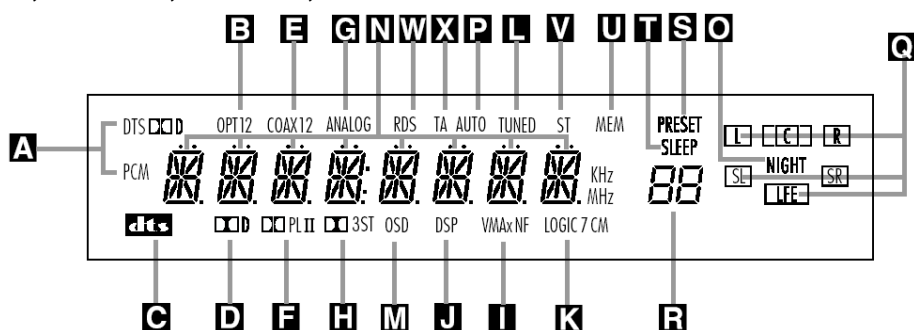 B E G N W X P L V U T S O Q
DTS D OPT12 COAX12 ANALOG RDS TA AUTO TUNED ST MEM PRESET L C R
A
SLEEP
PCM KHz NIGHT SL SR
MHz LFE
dts D PL II 3ST OSD DSP VMAx NF LOGIC 7 CM
C D F H M J I K R